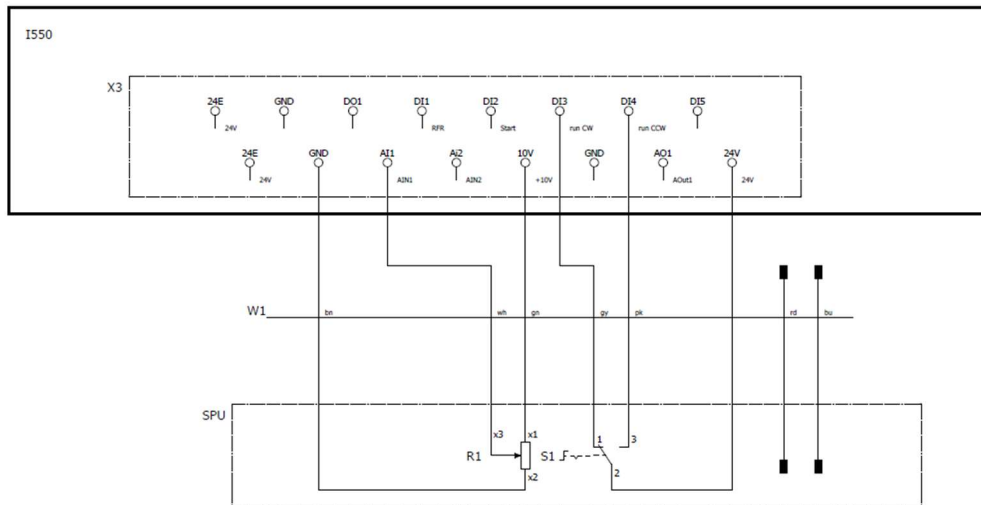 I550
X3
24E GND DO1 DI1 DI2 DI3 DI4 DI5
24V RFR Start run CW run CCW
24E GND AI1 Ai2 10V GND AO1 24V
24V AIN1 AIN2 +10V AOut1 24V
W1 bn wh gn gy pk rd bu
SPU
x3 x1 1 3
R1 S1
x2 2